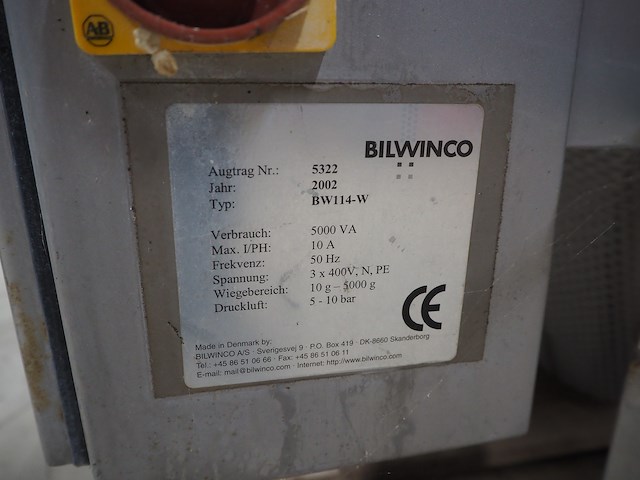 AB
BILWINCO
Augtrag Nr.: 5322
Jahr: 2002
Typ: BW114-W
Verbrauch: 5000 VA
Max. I/PH: 10 A
Frekvenz: 50 Hz
Spannung: 3 x 400V, N, PE
Wiegebereich: 10 g – 5000 g
Druckluft: 5 - 10 bar
CE
Made in Denmark by:
BILWINCO A/S · Sverigesvej 9 · P.O. Box 419 · DK-8660 Skanderborg
Tel.: +45 86 51 06 66 · Fax: +45 86 51 06 11
E-mail: mail@bilwinco.com · Internet: http://www.bilwinco.com